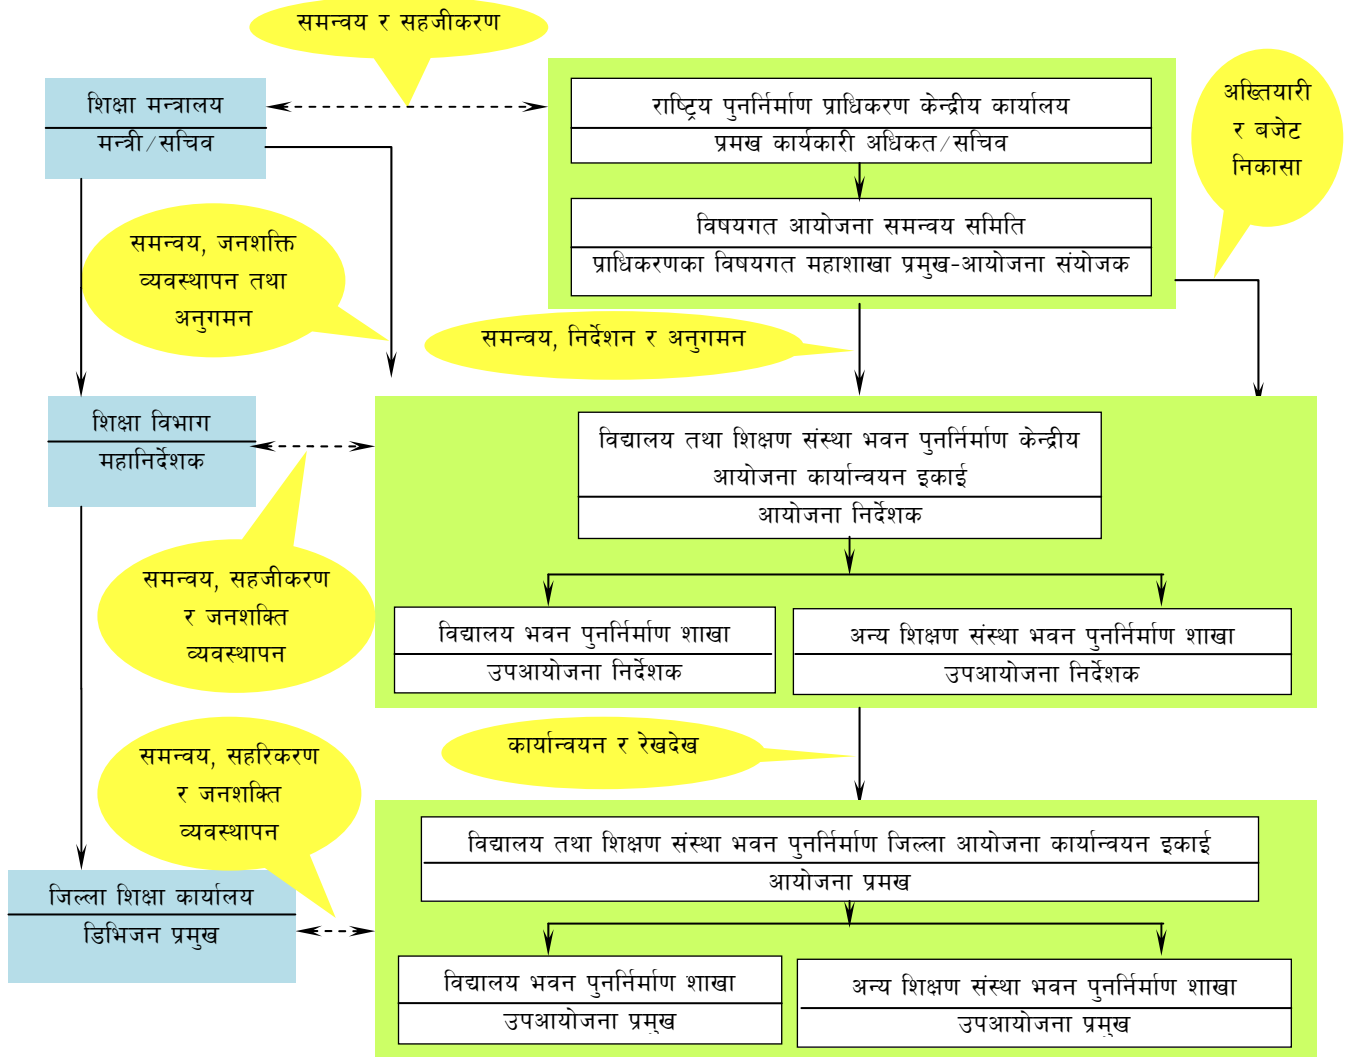 समन्वय र सहजीकरण
शिक्षा मन्त्रालय
मन्त्री/सचिव
राष्ट्रिय पुनर्निर्माण प्राधिकरण केन्द्रीय कार्यालय
प्रमख कार्यकारी अधिकत/सचिव
अख्तियारी
र बजेट
निकासा
विषयगत आयोजना समन्वय समिति
प्राधिकरणका विषयगत महाशाखा प्रमुख-आयोजना संयोजक
समन्वय, जनशक्ति
व्यवस्थापन तथा
अनुगमन
समन्वय, निर्देशन र अनुगमन
शिक्षा विभाग
महानिर्देशक
विद्यालय तथा शिक्षण संस्था भवन पुनर्निर्माण केन्द्रीय
आयोजना कार्यान्वयन इकाई
आयोजना निर्देशक
समन्वय, सहजीकरण
र जनशक्ति
व्यवस्थापन
विद्यालय भवन पुनर्निर्माण शाखा
उपआयोजना निर्देशक
अन्य शिक्षण संस्था भवन पुनर्निर्माण शाखा
उपआयोजना निर्देशक
समन्वय, सहरिकरण
र जनशक्ति
व्यवस्थापन
कार्यान्वयन र रेखदेख
विद्यालय तथा शिक्षण संस्था भवन पुनर्निर्माण जिल्ला आयोजना कार्यान्वयन इकाई
आयोजना प्रमख
जिल्ला शिक्षा कार्यालय
डिभिजन प्रमुख
विद्यालय भवन पुनर्निर्माण शाखा
उपआयोजना प्रमुख
अन्य शिक्षण संस्था भवन पुनर्निर्माण शाखा
उपआयोजना प्रमुख